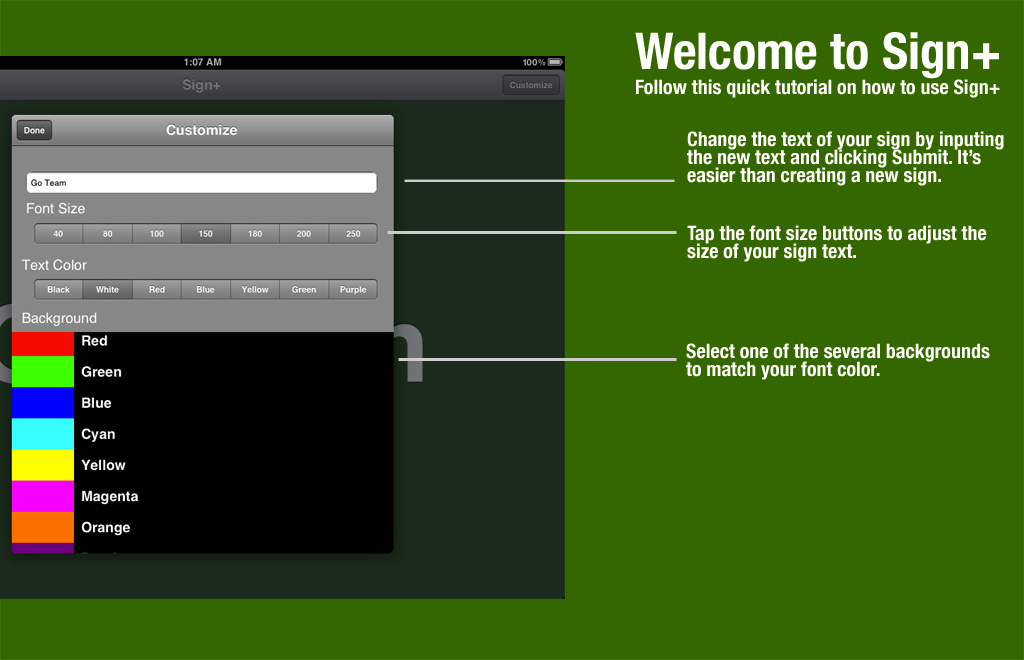 Welcome to Sign+
Follow this quick tutorial on how to use Sign+
1:07 AM
100%
Sign+
Customize
Done
Customize
Go Team
Font Size
40 80 100 150 180 200 250
Text Color
Black White Red Blue Yellow Green Purple
Background
Red
Green
Blue
Cyan
Yellow
Magenta
Orange
Change the text of your sign by inputing
the new text and clicking Submit. It's
easier than creating a new sign.
Tap the font size buttons to adjust the
size of your sign text.
Select one of the several backgrounds
to match your font color.